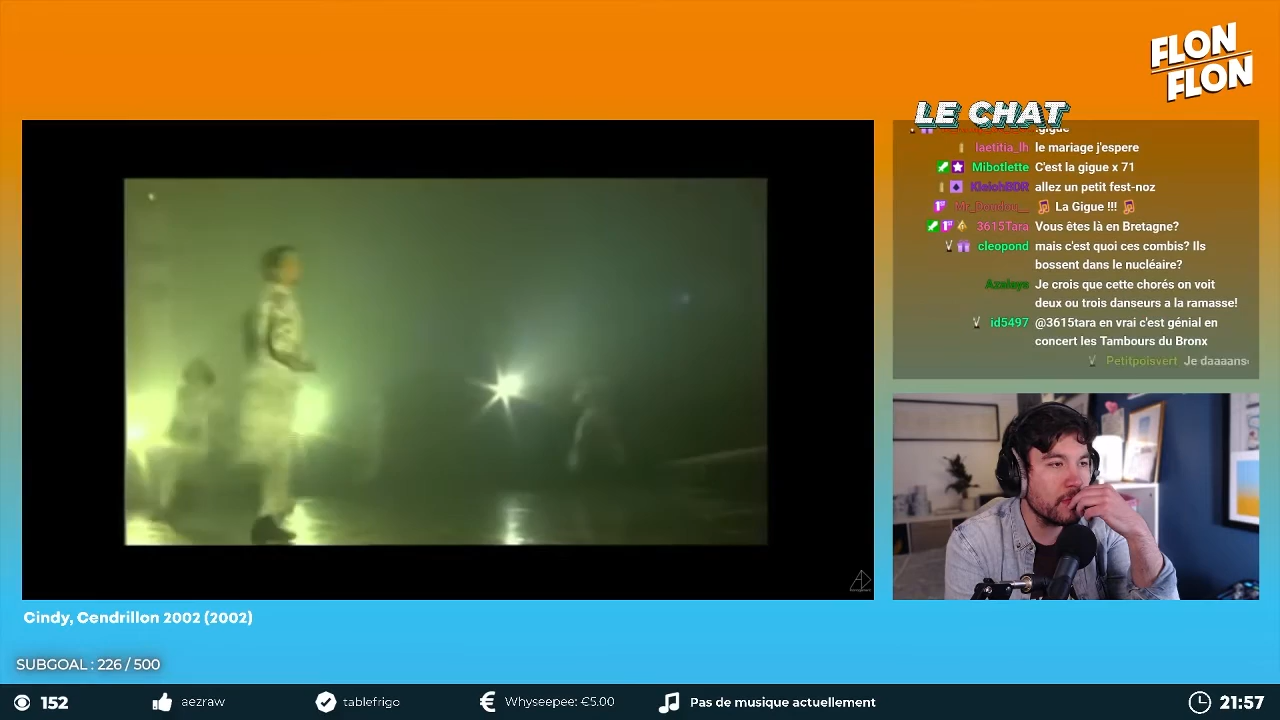 FLON
FLON
LE CHAT
!gigue
laetitia_lh le mariage j'espere
Mibotlette C'est la gigue x 71
KlalohBDR allez un petit fest-noz
Mr_Doudou__ La Gigue !!!
3615Tara Vous êtes là en Bretagne?
cleopond mais c'est quoi ces combis? Ils
bossent dans le nucléaire?
Azalaya Je crois que cette chorés on voit
deux ou trois danseurs a la ramasse!
id5497 @3615tara en vrai c'est génial en
concert les Tambours du Bronx
Petitpoisvert Je daaaans
Cindy, Cendrillon 2002 (2002)
SUBGOAL : 226 / 500
152
aezraw
tablefrigo
€ Whyseepee: €5.00
Pas de musique actuellement
21:57